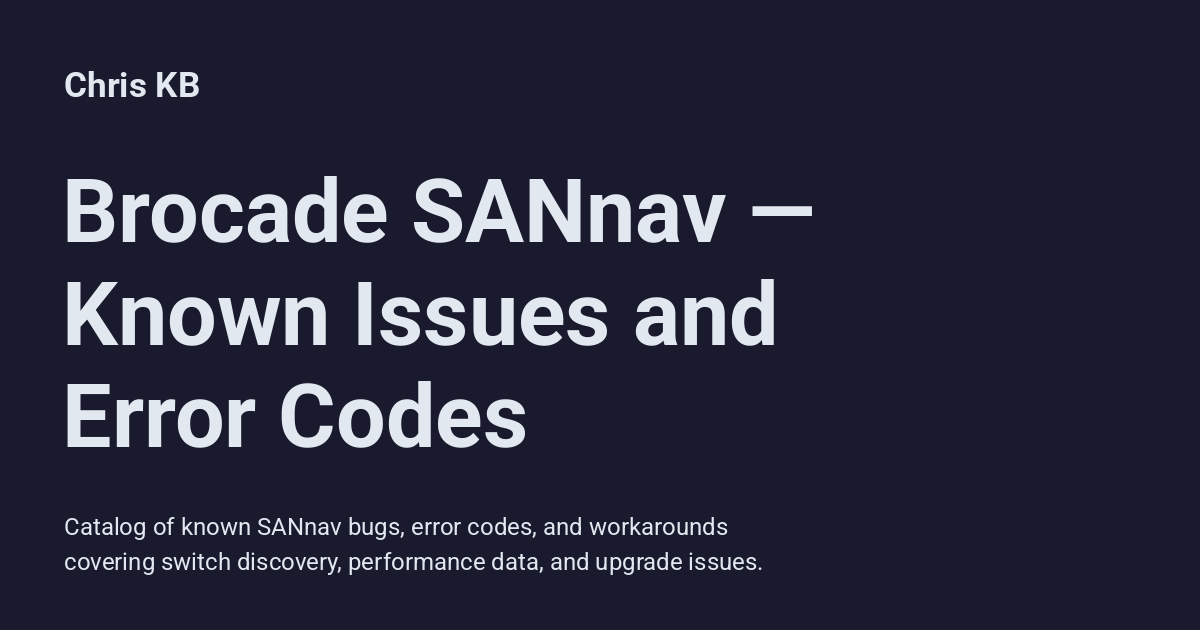 Chris KB
Brocade SANnav —
Known Issues and
Error Codes
Catalog of known SANnav bugs, error codes, and workarounds
covering switch discovery, performance data, and upgrade issues.